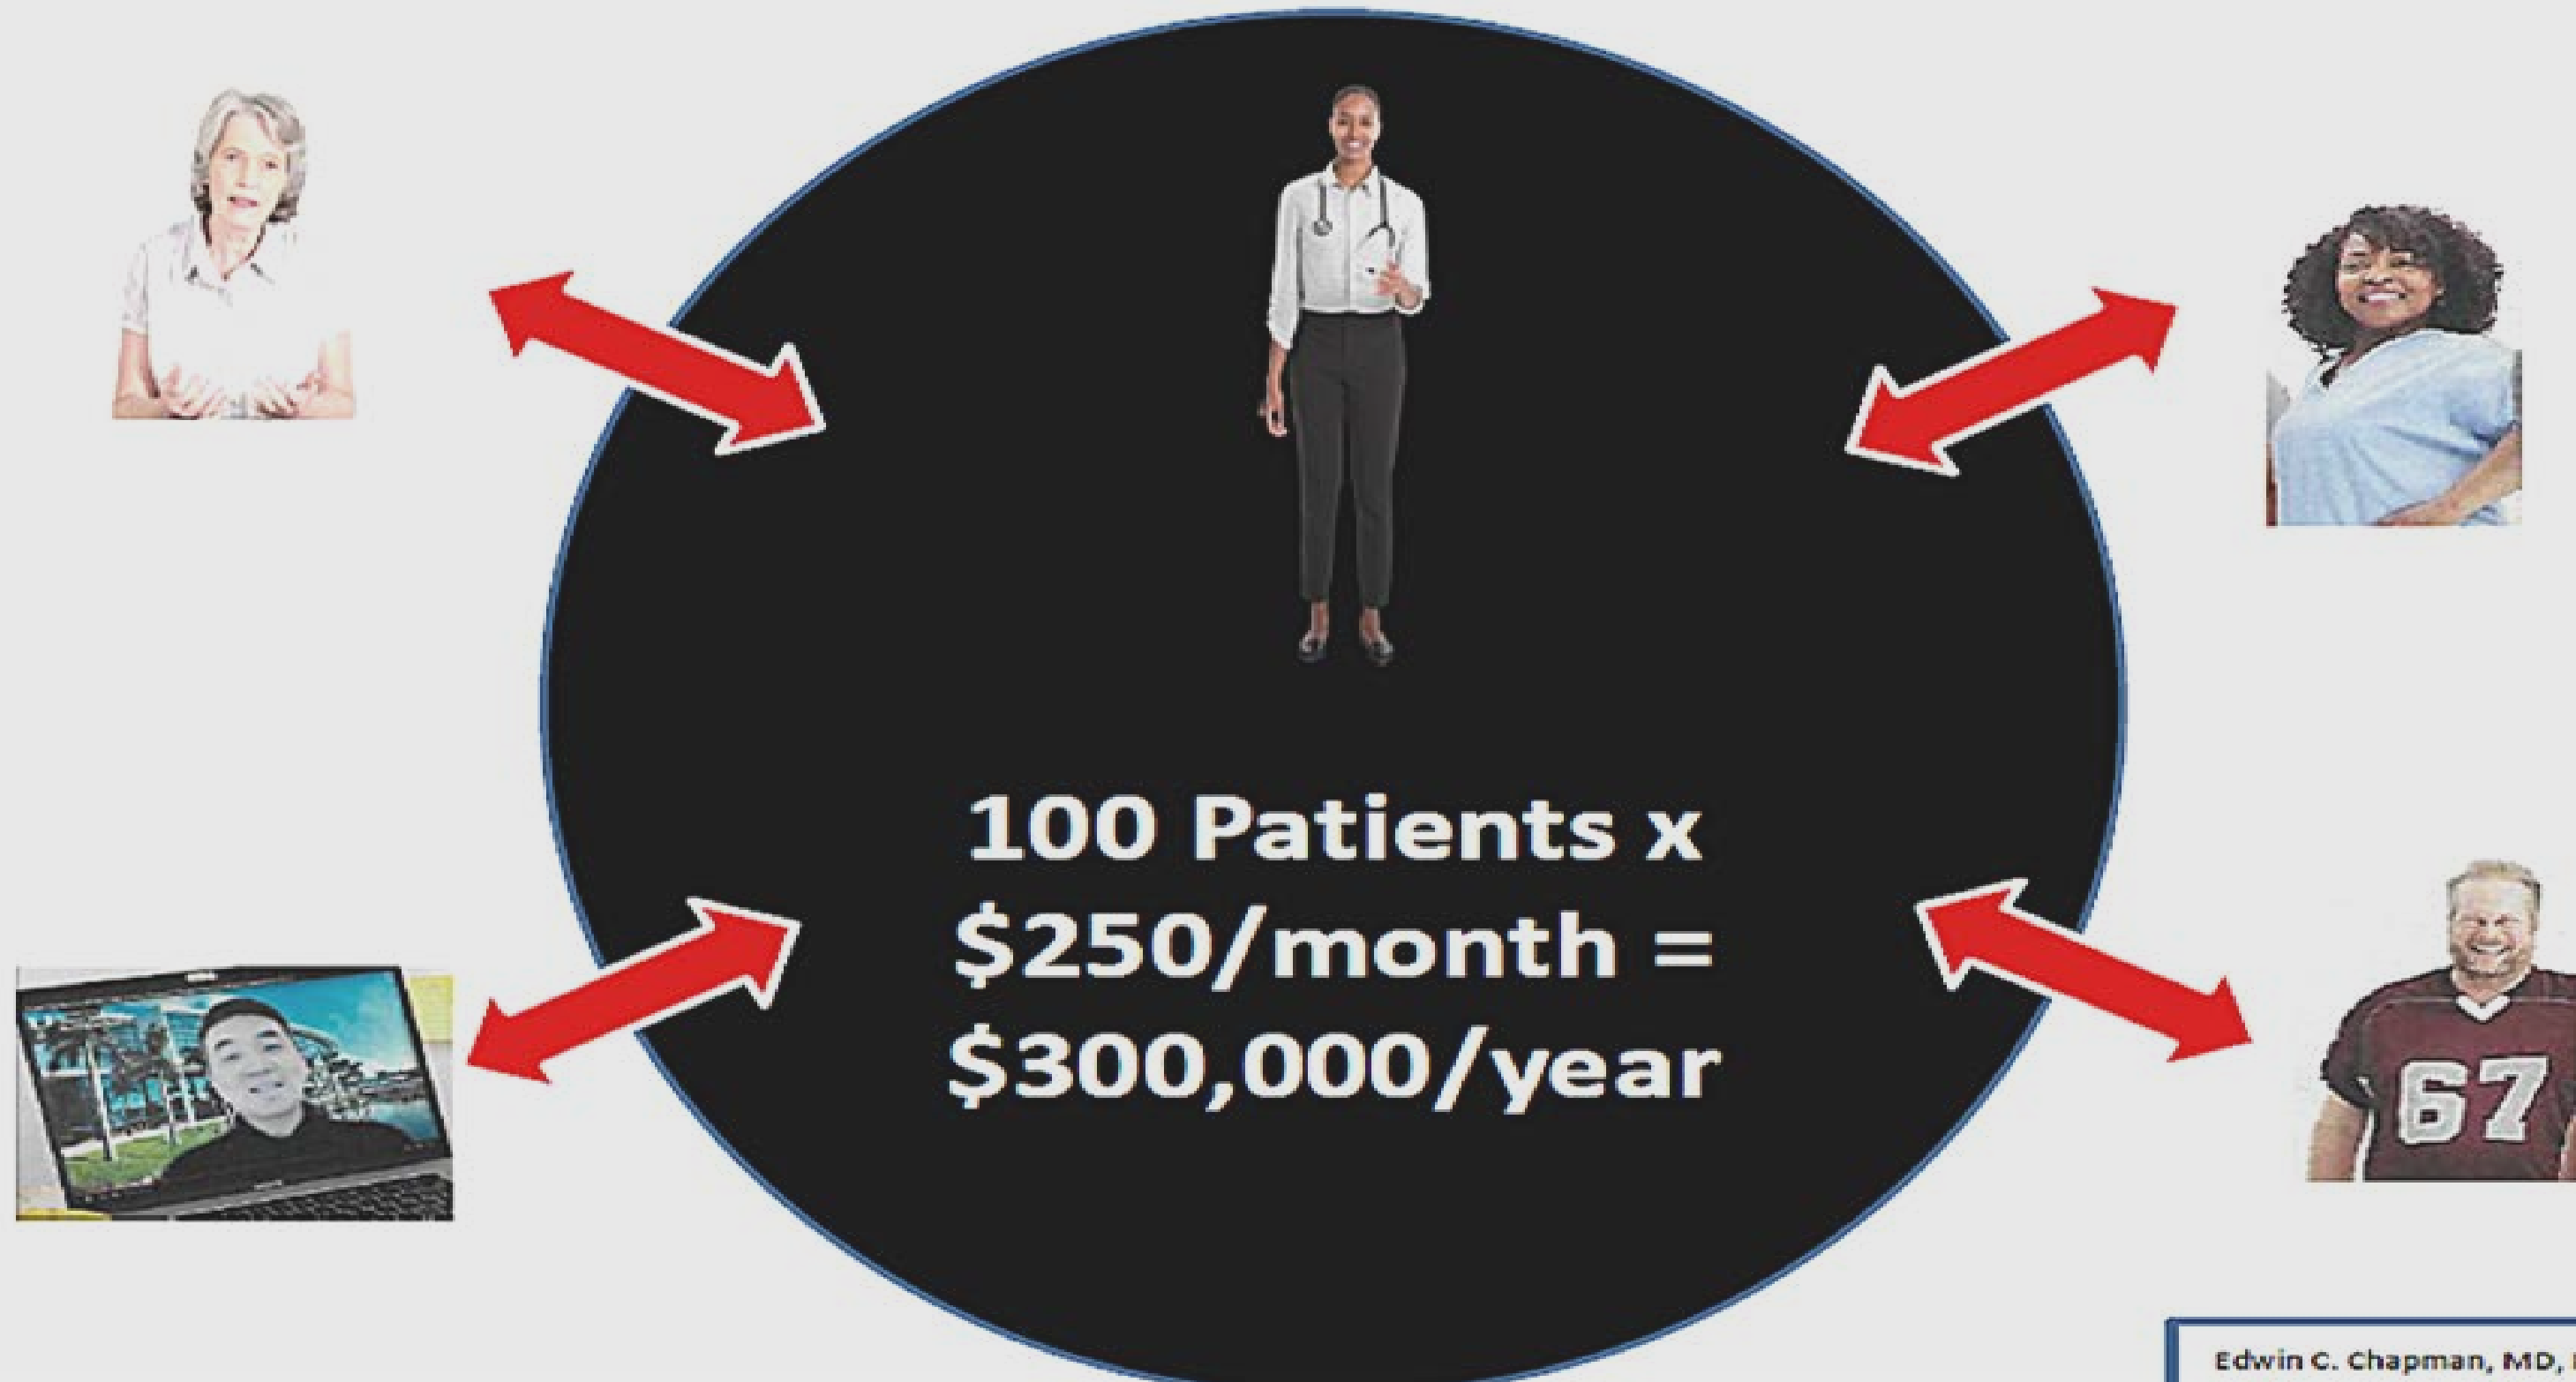 100 Patients x
$250/month =
$300,000/year
67
Edwin C. Chapman, MD,